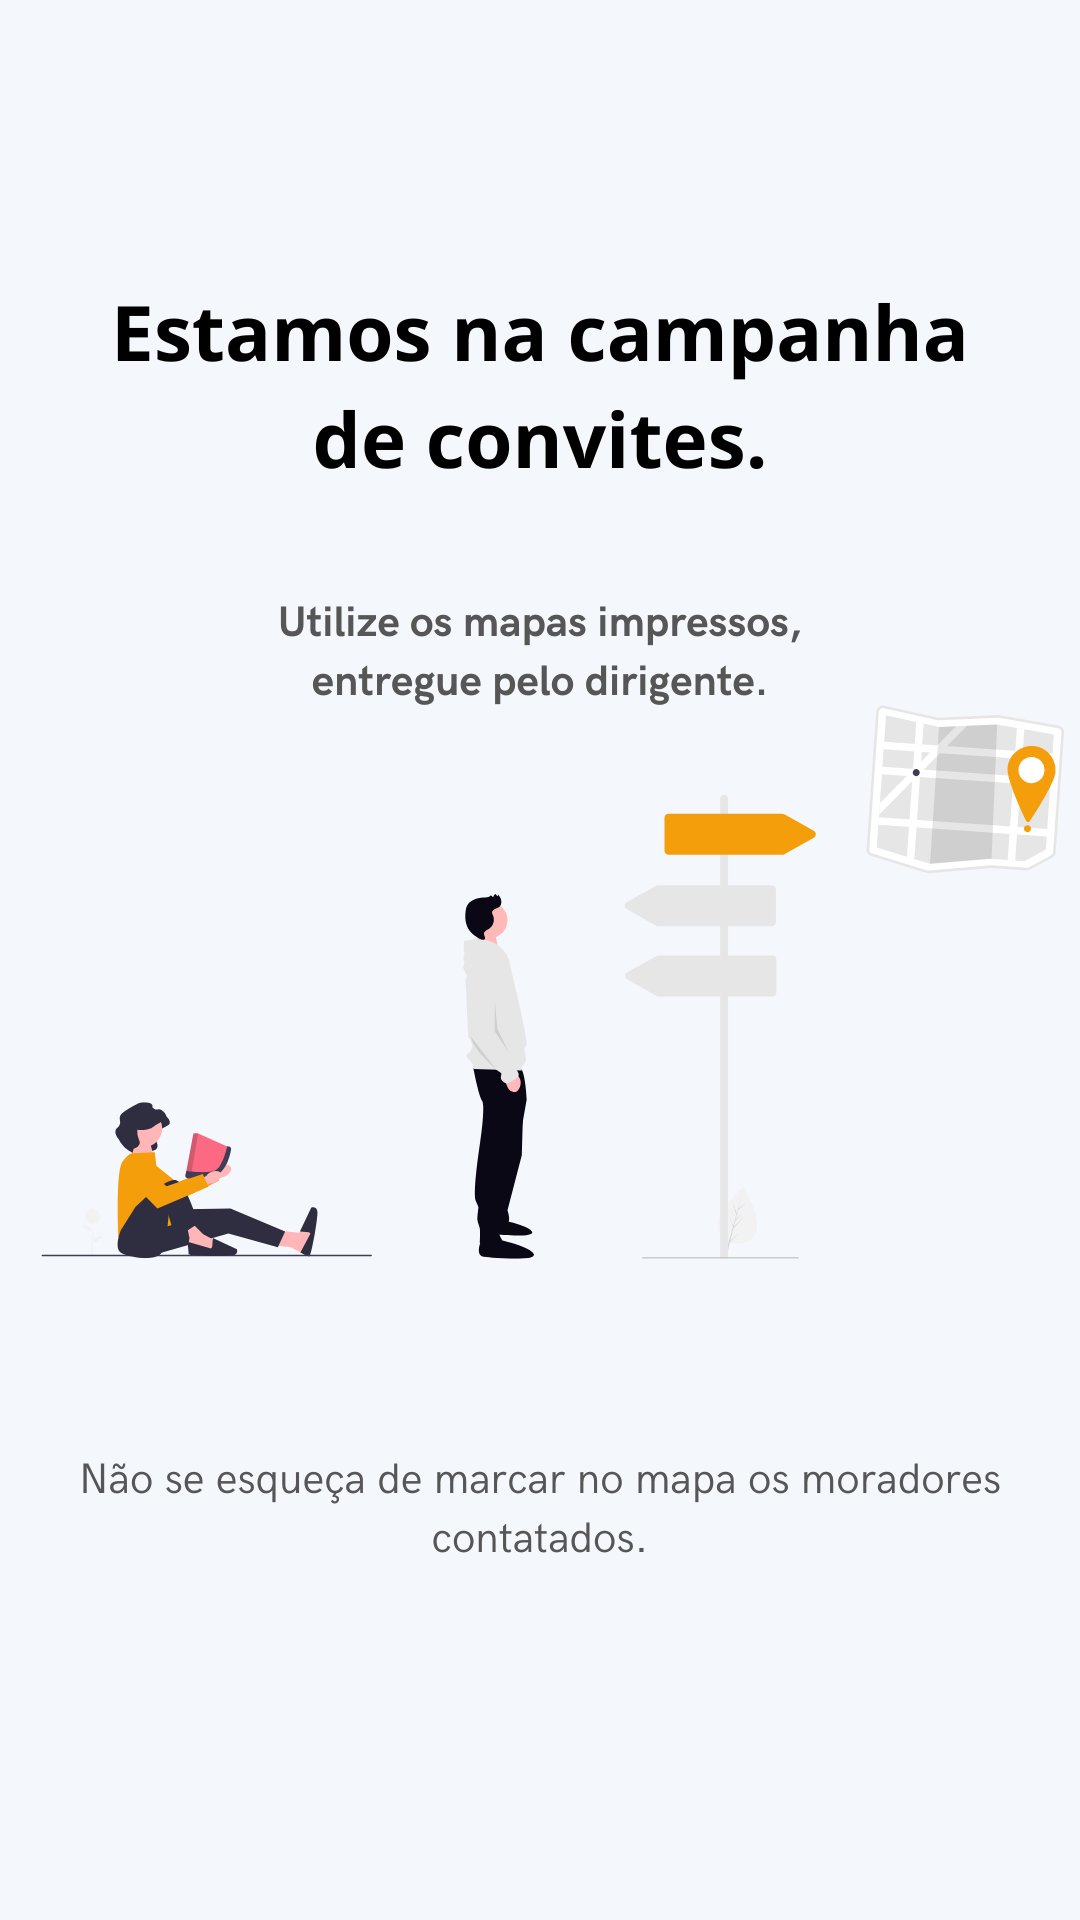 Estamos na campanha
de convites.
Utilize os mapas impressos,
entregue pelo dirigente.
Não se esqueça de marcar no mapa os moradores
contatados.